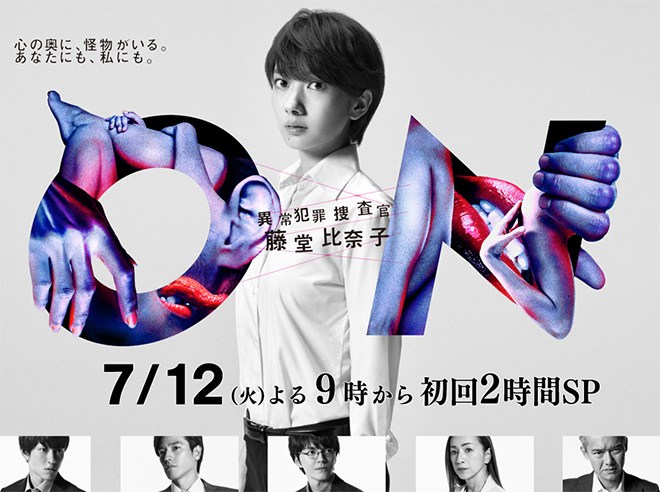 心の奥に、怪物がいる。
あなたにも、私にも。
ON
異常犯罪捜査官
藤堂比奈子
7/12(火)よる9時から初回2時間SP